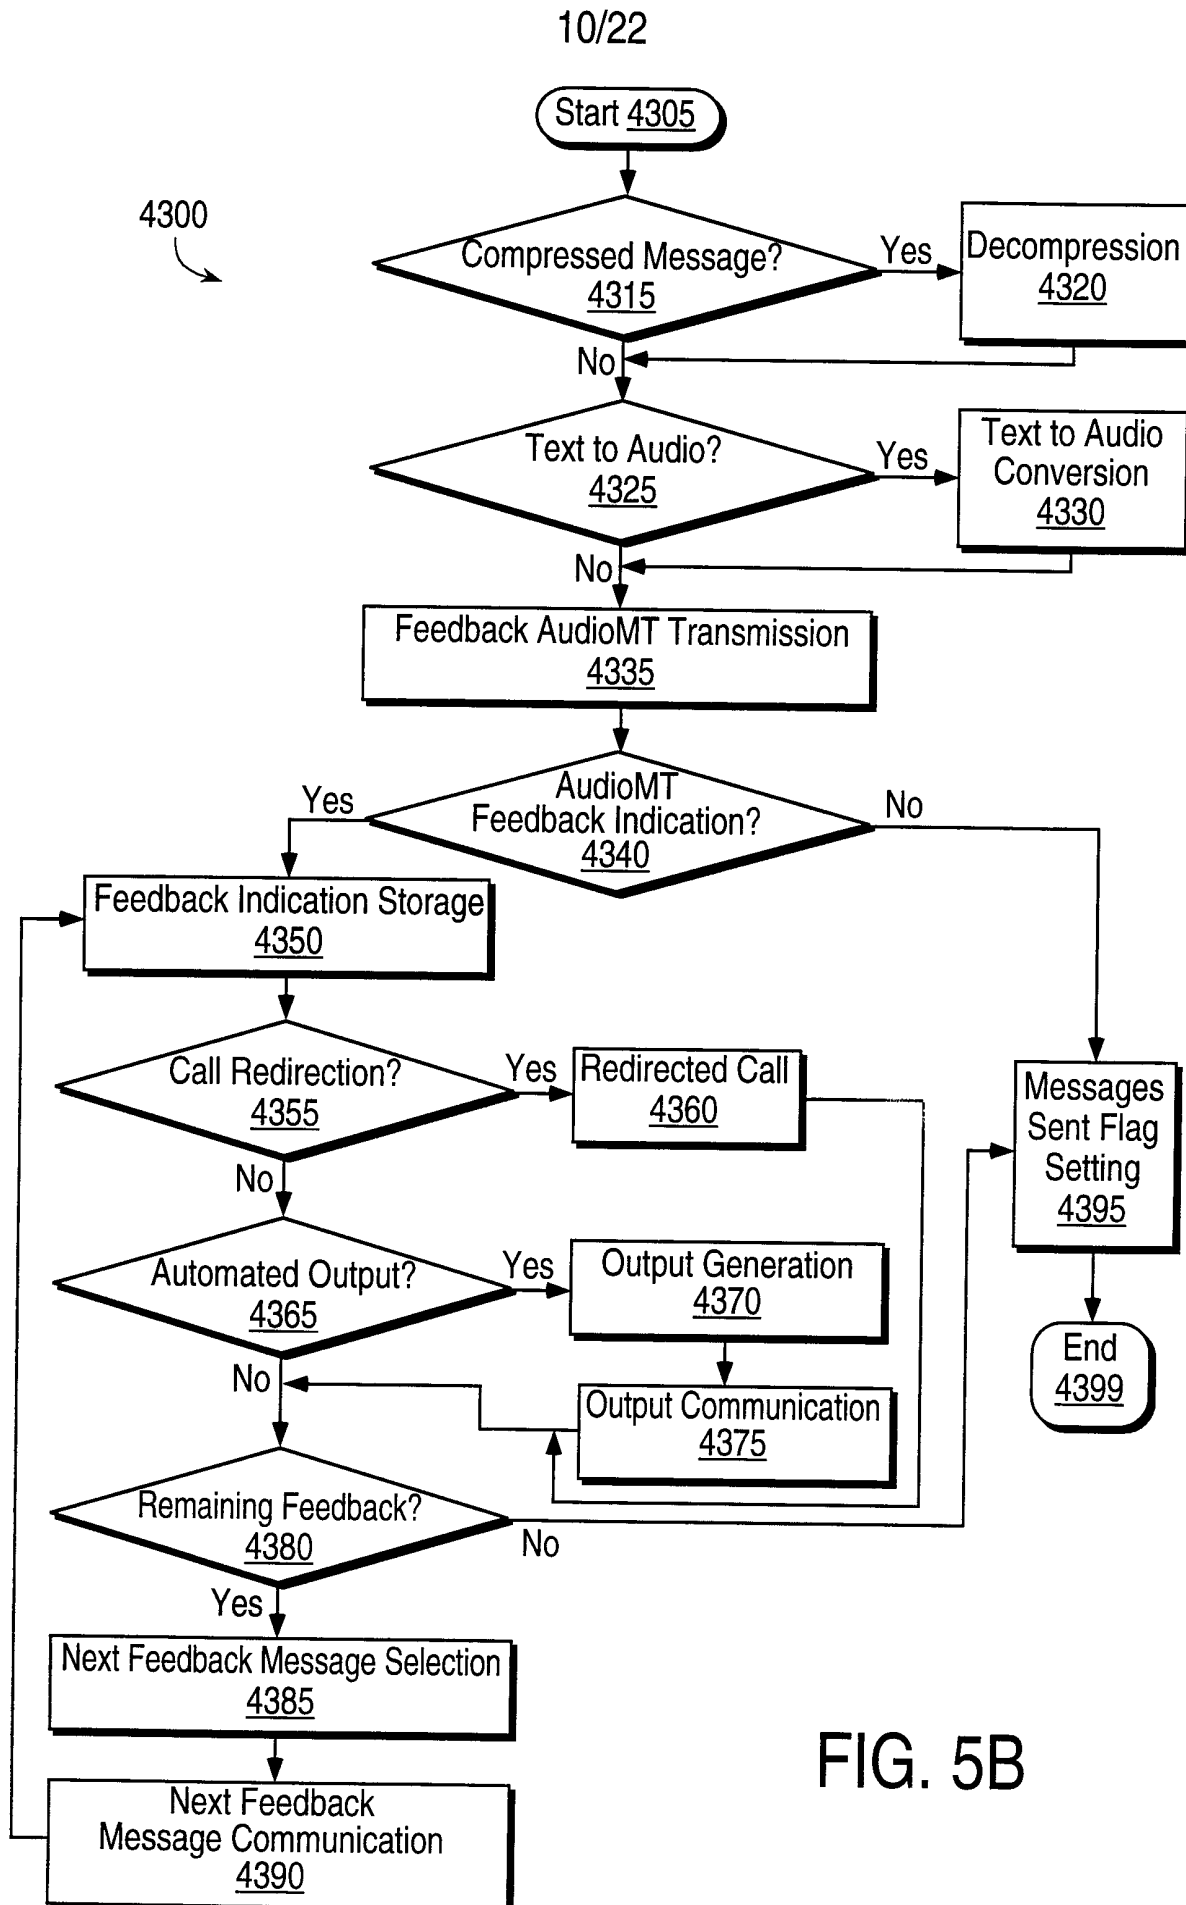 10/22
Start 4305
4300
Compressed Message?
4315
Yes
Decompression
4320
No
Text to Audio?
4325
Yes
Text to Audio
Conversion
4330
No
Feedback AudioMT Transmission
4335
AudioMT
Feedback Indication?
4340
Yes
No
Feedback Indication Storage
4350
Call Redirection?
4355
Yes
Redirected Call
4360
Messages
Sent Flag
Setting
4395
No
Automated Output?
4365
Yes
Output Generation
4370
End
4399
No
Output Communication
4375
Remaining Feedback?
4380
No
Yes
Next Feedback Message Selection
4385
Next Feedback
Message Communication
4390
FIG. 5B